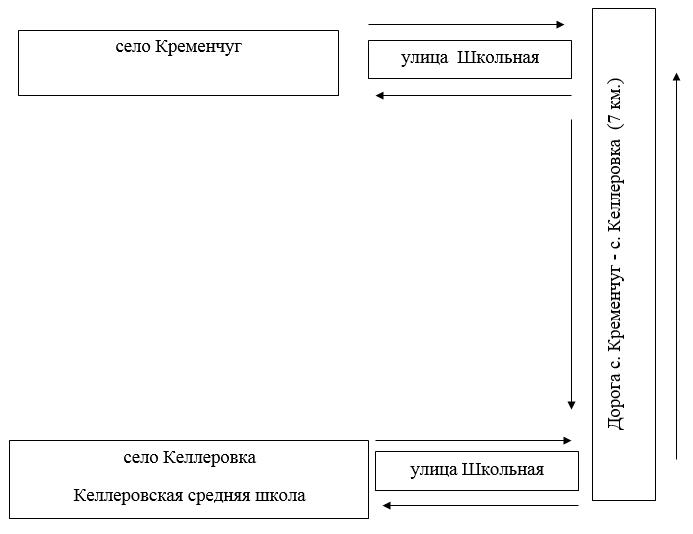 село Кременчуг
улица Школьная
Дорога с. Кременчуг - с. Келлеровка (7 км.)
село Келлеровка
Келлеровская средняя школа
улица Школьная